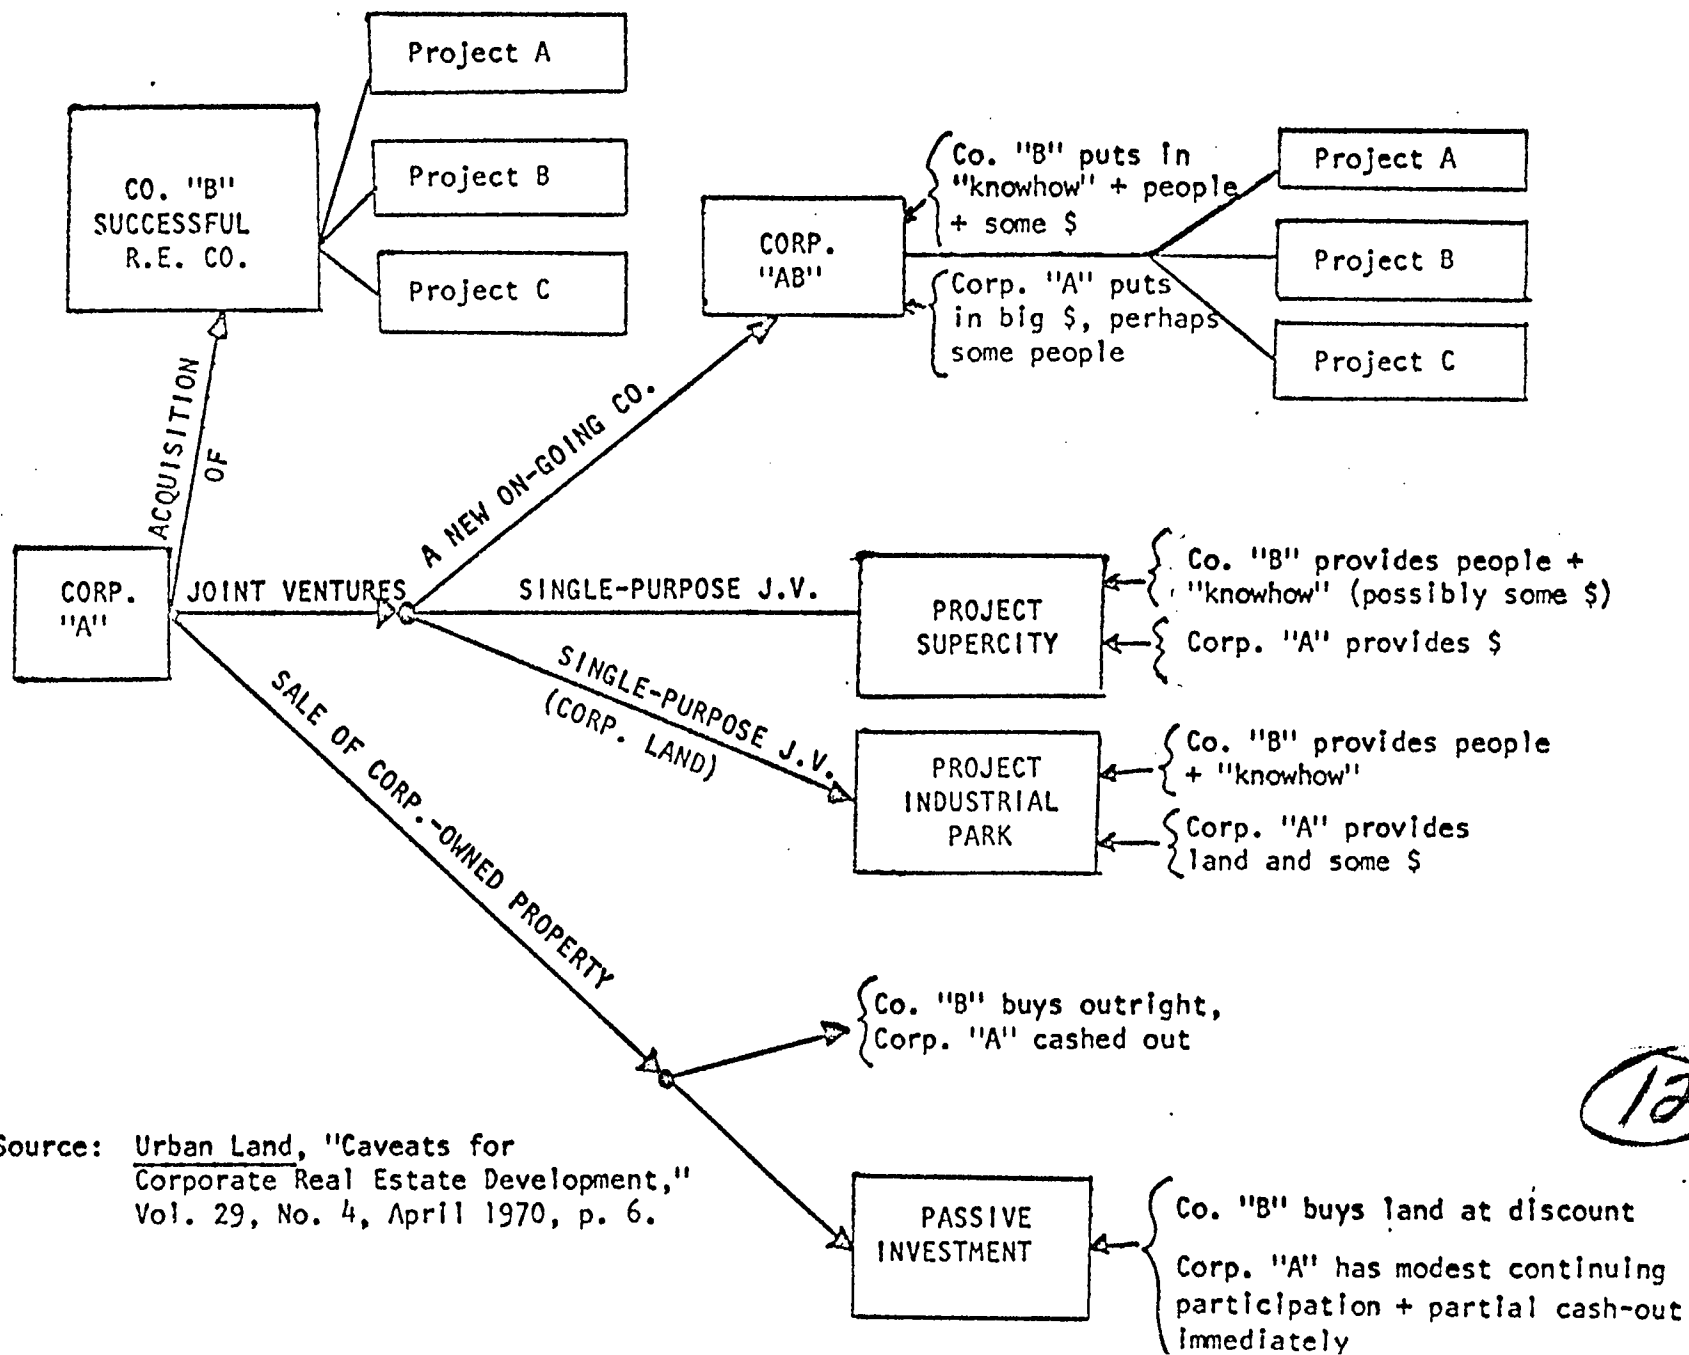 Project A
Project B
Project C
CO. "B"
SUCCESSFUL
R.E. CO.
Co. "B" puts in
"knowhow" + people
+ some $
CORP.
"AB"
Corp. "A" puts
in big $, perhaps
some people
Project A
Project B
Project C
ACQUISITION
OF
A NEW ON-GOING CO.
CORP.
"A"
JOINT VENTURES
SINGLE-PURPOSE J.V.
PROJECT
SUPERCITY
Co. "B" provides people +
"knowhow" (possibly some $)
Corp. "A" provides $
SINGLE-PURPOSE J.V.
(CORP. LAND)
PROJECT
INDUSTRIAL
PARK
Co. "B" provides people
+ "knowhow"
Corp. "A" provides
land and some $
SALE OF CORP.-OWNED PROPERTY
Co. "B" buys outright,
Corp. "A" cashed out
12
Source: Urban Land, "Caveats for
Corporate Real Estate Development,"
Vol. 29, No. 4, April 1970, p. 6.
PASSIVE
INVESTMENT
Co. "B" buys land at discount
Corp. "A" has modest continuing
participation + partial cash-out
immediately